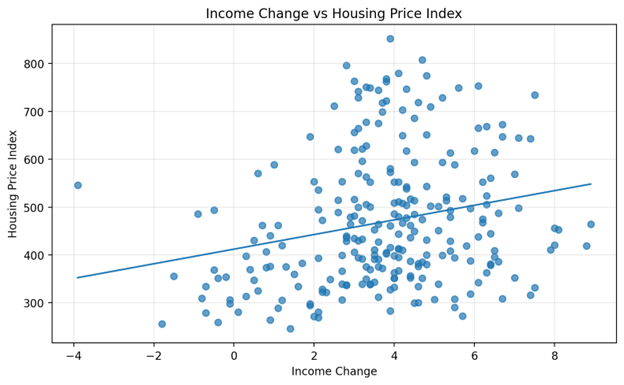 Income Change vs Housing Price Index
Housing Price Index
800
700
600
500
400
300
−4 −2 0 2 4 6 8
Income Change